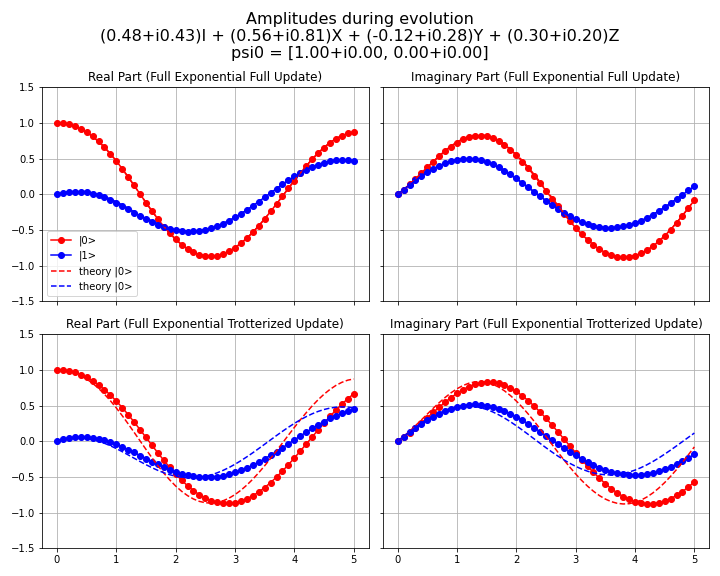 Amplitudes during evolution
(0.48+i0.43)I + (0.56+i0.81)X + (-0.12+i0.28)Y + (0.30+i0.20)Z
psi0 = [1.00+i0.00, 0.00+i0.00]
Real Part (Full Exponential Full Update)
Imaginary Part (Full Exponential Full Update)
1.5
1.0
0.5
0.0
−0.5
−1.0
−1.5
|0>
|1>
theory |0>
theory |0>
Real Part (Full Exponential Trotterized Update)
Imaginary Part (Full Exponential Trotterized Update)
1.5
1.0
0.5
0.0
−0.5
−1.0
−1.5
0 1 2 3 4 5
0 1 2 3 4 5